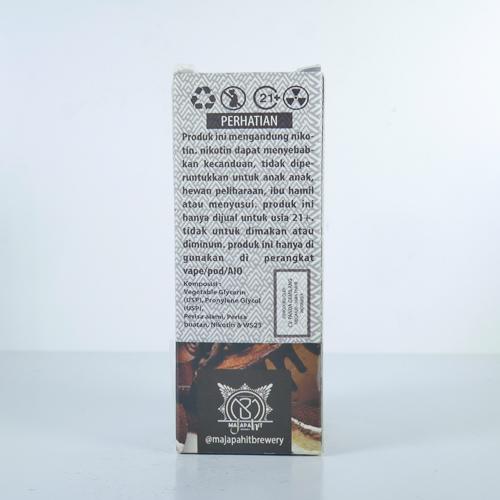 21+
PERHATIAN
Produk ini mengandung niko-
tin. nikotin dapat menyebab-
kan kecanduan, tidak dipe-
runtukkan untuk anak anak,
hewan peliharaan, ibu hamil
atau menyusui. produk ini
hanya dijual untuk usia 21+.
tidak untuk dimakan atau
diminum. produk ini hanya di
gunakan di perangkat
vape/pod/AIO
Komposisi :
Vegetable Glycerin
(USP), Propylene Glycol
(USP),
Perisa alami, Perisa
buatan, Nikotin & WS23
MAJAPAHIT
@majapahitbrewery